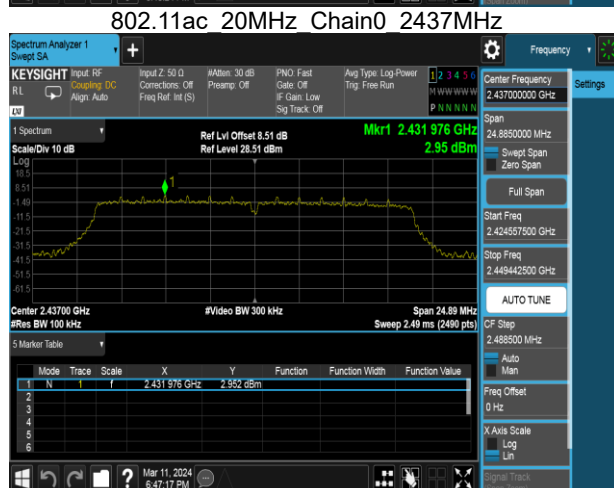 802.11ac_20MHz_Chain0_2437MHz
Spectrum Analyzer 1
Swept SA
Frequency
KEYSIGHT
RL
Input: RF
Coupling: DC
Align: Auto
Input Z: 50 Ω
Corrections: Off
Freq Ref: Int (S)
#Atten: 30 dB
Preamp: Off
PNO: Fast
Gate: Off
IF Gain: Low
Sig Track: Off
Avg Type: Log-Power
Trig: Free Run
1 2 3 4 5 6
M W W W W W
P N N N N N
1 Spectrum
Scale/Div 10 dB
Ref Lvl Offset 8.51 dB
Ref Level 28.51 dBm
Mkr1 2.431 976 GHz
2.95 dBm
Log
18.5
8.51
-1.49
-11.5
-21.5
-31.5
-41.5
-51.5
-61.5
1
Center 2.43700 GHz
#Res BW 100 kHz
#Video BW 300 kHz
Span 24.89 MHz
Sweep 2.49 ms (2490 pts)
5 Marker Table
Mode Trace Scale X Y Function Function Width Function Value
1 N 1 f 2.431 976 GHz 2.952 dBm
2
3
4
5
6
Mar 11, 2024
6:47:17 PM
Center Frequency
2.437000000 GHz
Settings
Span
24.8850000 MHz
Swept Span
Zero Span
Full Span
Start Freq
2.424557500 GHz
Stop Freq
2.449442500 GHz
AUTO TUNE
CF Step
2.488500 MHz
Auto
Man
Freq Offset
0 Hz
X Axis Scale
Log
Lin
Signal Track